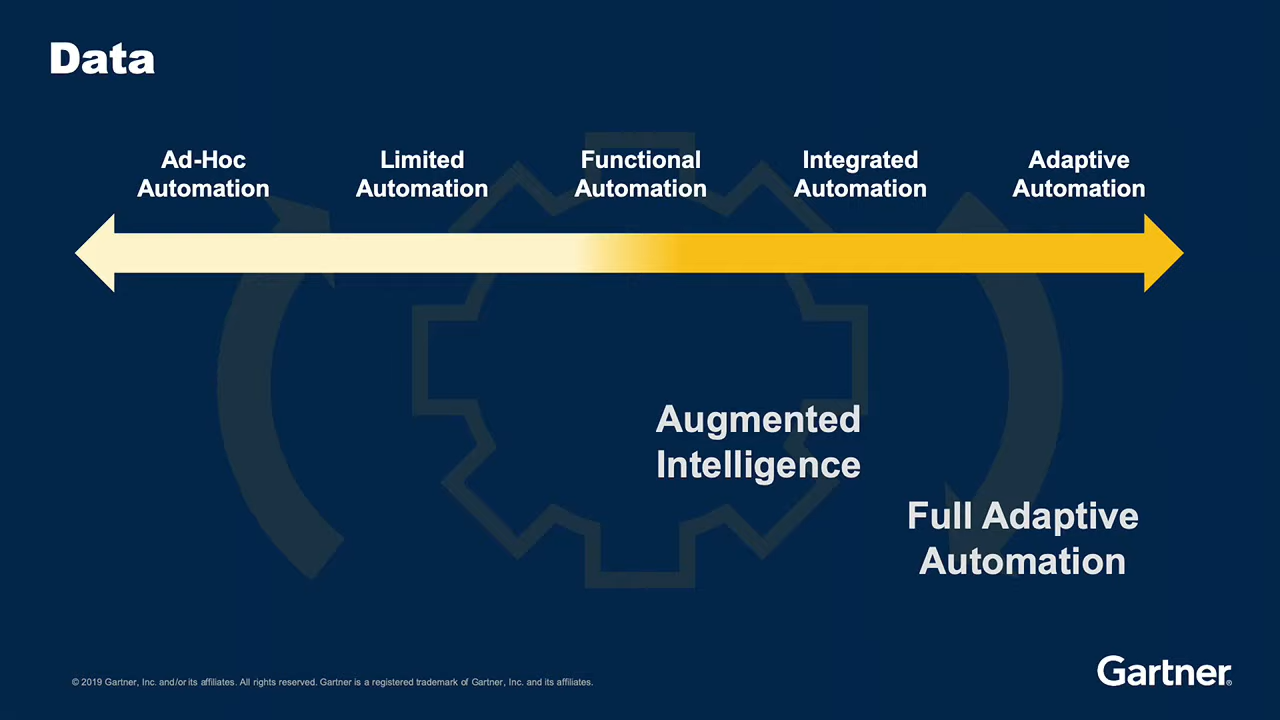 Data
Ad-Hoc
Automation
Limited
Automation
Functional
Automation
Integrated
Automation
Adaptive
Automation
Augmented
Intelligence
Full Adaptive
Automation
© 2019 Gartner, Inc. and/or its affiliates. All rights reserved. Gartner is a registered trademark of Gartner, Inc. and its affiliates.
Gartner®